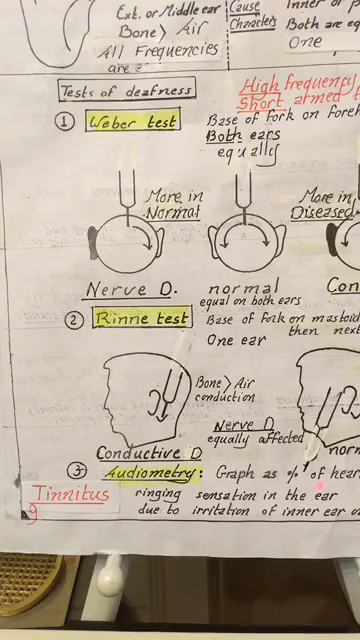 Ext. or Middle ear
Bone > Air
All Frequencies
are
Cause
Characters
Inner or
Both are
One
Tests of deafness
High frequency
Short armed
① Weber test
Base of fork on
Both ears
equally
More in
Normal
More in
Diseased
Nerve D.
normal
equal on both ears
② Rinne test
Base of fork on
then next
One ear
Bone > Air
conduction
Nerve D
equally affected
Conductive D
③ Audiometry: Graph as % of
Tinnitus
ringing sensation in the ear
due to irritation of inner ear